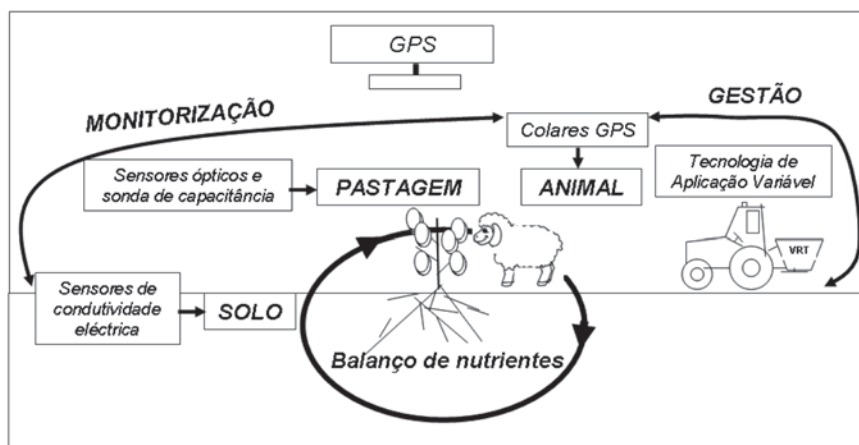 GPS
MONITORIZAÇÃO
GESTÃO
Colares GPS
Sensores ópticos e
sonda de capacitância
PASTAGEM
ANIMAL
Tecnologia de
Aplicação Variável
VRT
Sensores de
condutividade
eléctrica
SOLO
Balanço de nutrientes